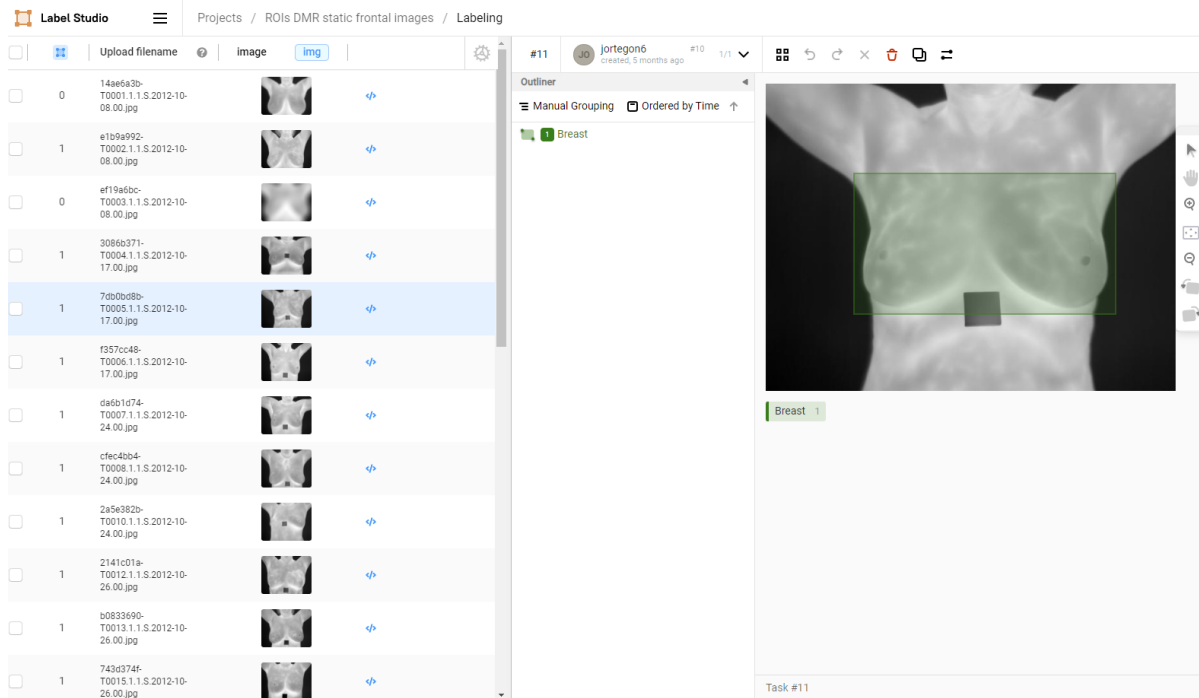 Label Studio
Projects / ROIs DMR static frontal images / Labeling
Upload filename ? image img
0
14ae6a3b-
T0001.1.1.S.2012-10-
08.00.jpg
</>
1
e1b9a992-
T0002.1.1.S.2012-10-
08.00.jpg
</>
0
ef19a6bc-
T0003.1.1.S.2012-10-
08.00.jpg
</>
1
3086b371-
T0004.1.1.S.2012-10-
17.00.jpg
</>
1
7db0bd8b-
T0005.1.1.S.2012-10-
17.00.jpg
</>
1
f357cc48-
T0006.1.1.S.2012-10-
17.00.jpg
</>
1
da6b1d74-
T0007.1.1.S.2012-10-
24.00.jpg
</>
1
cfec4bb4-
T0008.1.1.S.2012-10-
24.00.jpg
</>
1
2a5e382b-
T0010.1.1.S.2012-10-
24.00.jpg
</>
1
2141c01a-
T0012.1.1.S.2012-10-
26.00.jpg
</>
1
b0833690-
T0013.1.1.S.2012-10-
26.00.jpg
</>
1
743d374f-
T0015.1.1.S.2012-10-
26.00.jpg
</>
#11
JO
jortegon6 #10
created, 5 months ago
1/1
Outliner
Manual Grouping Ordered by Time
1 Breast
Breast 1
Task #11